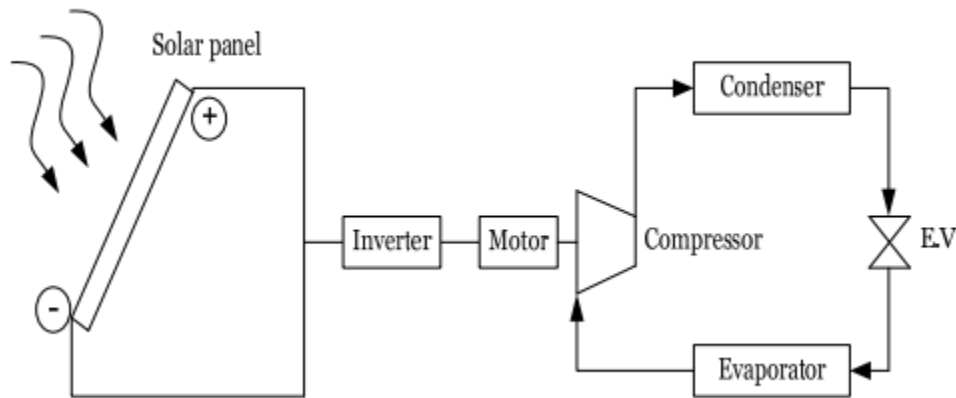 Solar panel
+
Condenser
Inverter
Motor
Compressor
E.V
-
Evaporator